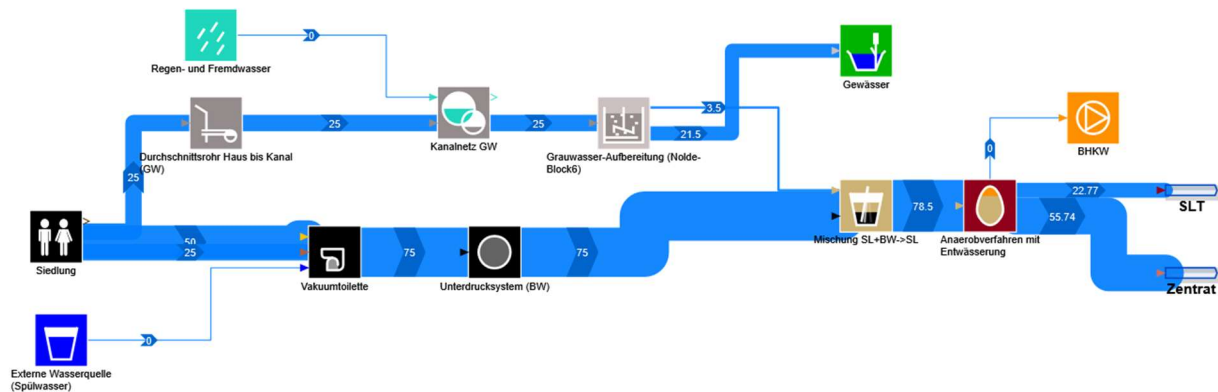 0
Regen- und Fremdwasser
Gewässer
3.5
21.5
25
25
Durchschnittsrohr Haus bis Kanal
(GW)
Kanalnetz GW
Grauwasser-Aufbereitung (Nolde-
Block6)
BHKW
0
25
50
25
Siedlung
75
75
Vakuumtoilette
Unterdrucksystem (BW)
78.5
Mischung SL+BW->SL
Anaerobverfahren mit
Entwässerung
22.77
SLT
55.74
Zentrat
0
Externe Wasserquelle
(Spülwasser)